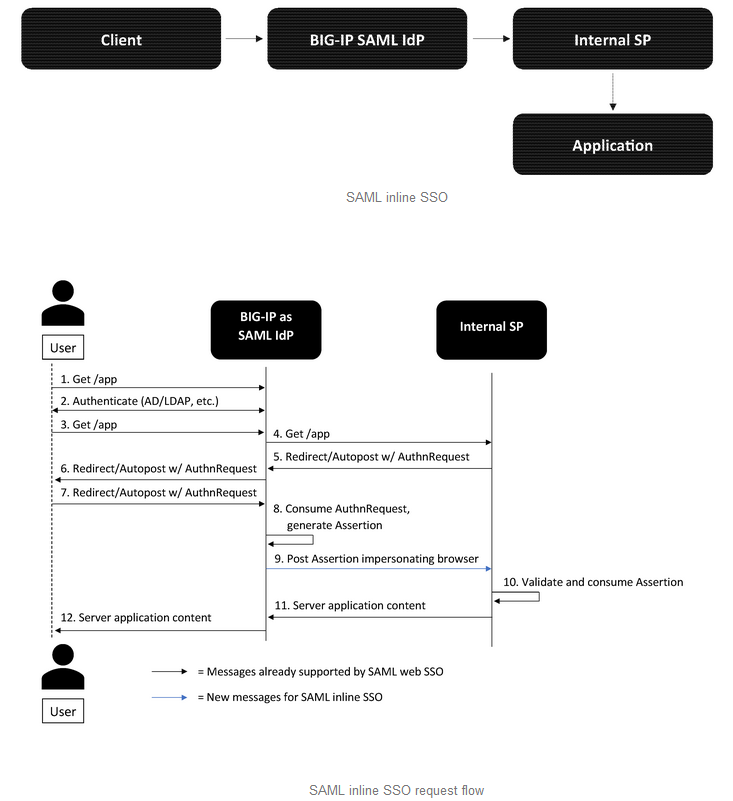 Client
BIG-IP SAML IdP
Internal SP
Application
SAML inline SSO
BIG-IP as
SAML IdP
Internal SP
User
1. Get /app
2. Authenticate (AD/LDAP, etc.)
3. Get /app
4. Get /app
5. Redirect/Autopost w/ AuthnRequest
6. Redirect/Autopost w/ AuthnRequest
7. Redirect/Autopost w/ AuthnRequest
8. Consume AuthnRequest,
generate Assertion
9. Post Assertion impersonating browser
10. Validate and consume Assertion
11. Server application content
12. Server application content
User
= Messages already supported by SAML web SSO
= New messages for SAML inline SSO
SAML inline SSO request flow